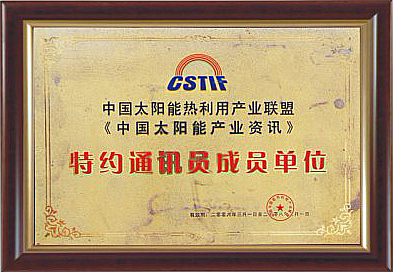 CSTIF
中国太阳能热利用产业联盟
《中国太阳能产业资讯》
特约通讯员成员单位